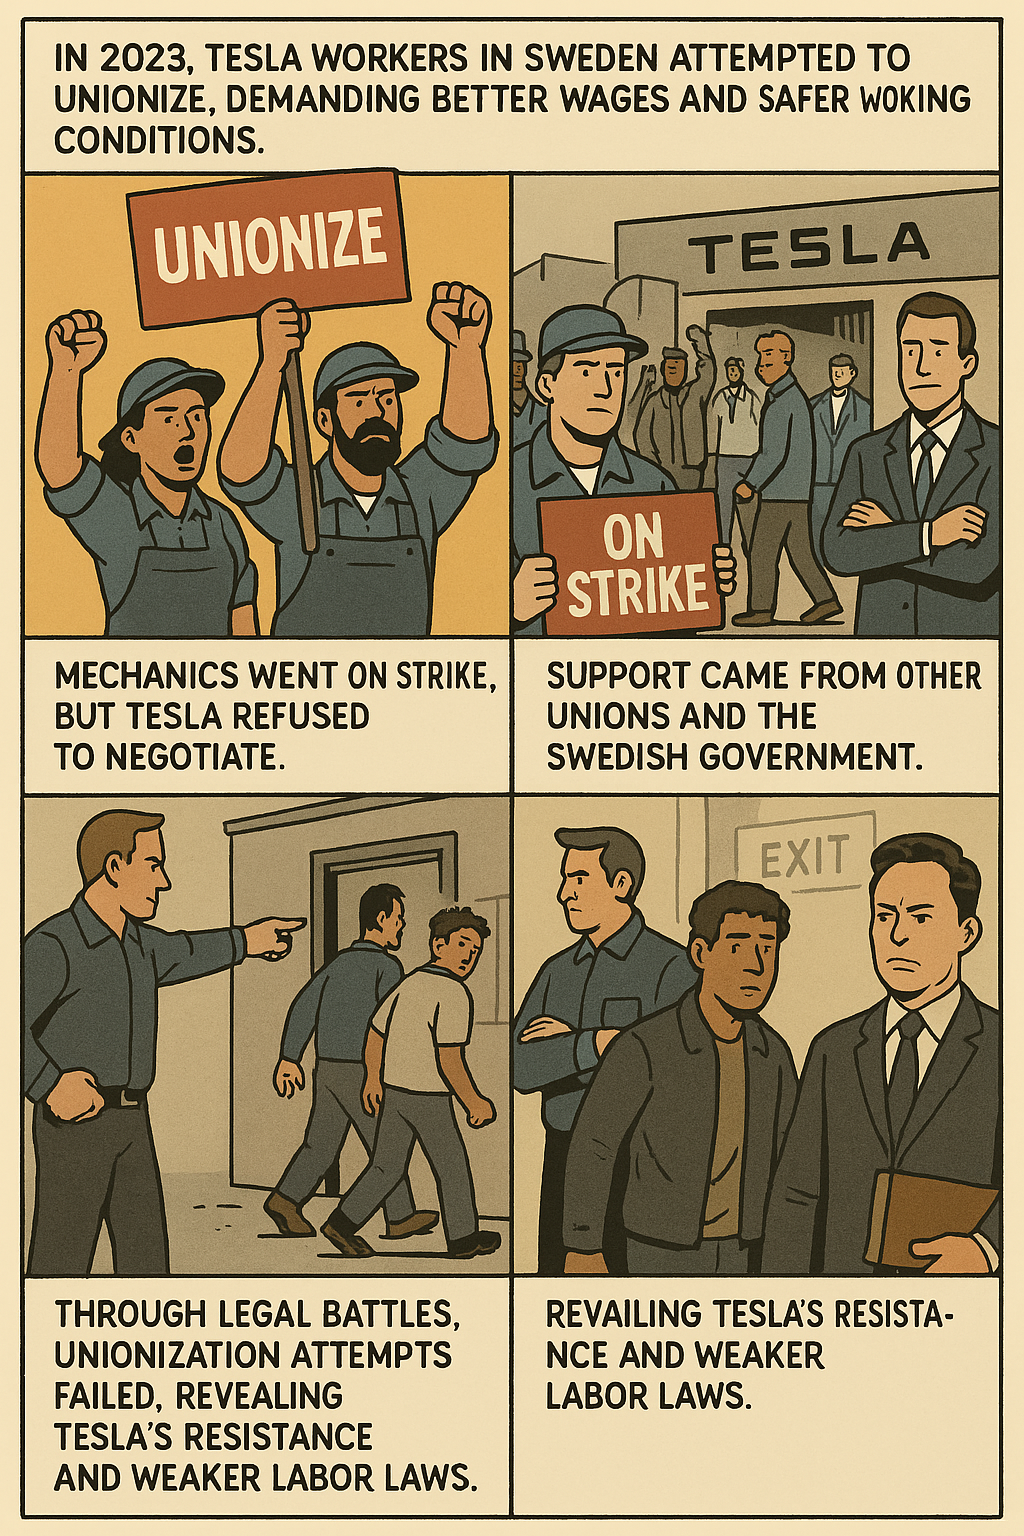 IN 2023, TESLA WORKERS IN SWEDEN ATTEMPTED TO
UNIONIZE, DEMANDING BETTER WAGES AND SAFER WOKING
CONDITIONS.
UNIONIZE
TESLA
ON
STRIKE
MECHANICS WENT ON STRIKE,
BUT TESLA REFUSED
TO NEGOTIATE.
SUPPORT CAME FROM OTHER
UNIONS AND THE
SWEDISH GOVERNMENT.
EXIT
THROUGH LEGAL BATTLES,
UNIONIZATION ATTEMPTS
FAILED, REVEALING
TESLA'S RESISTANCE
AND WEAKER LABOR LAWS.
REVAILING TESLA'S RESISTA-
NCE AND WEAKER
LABOR LAWS.